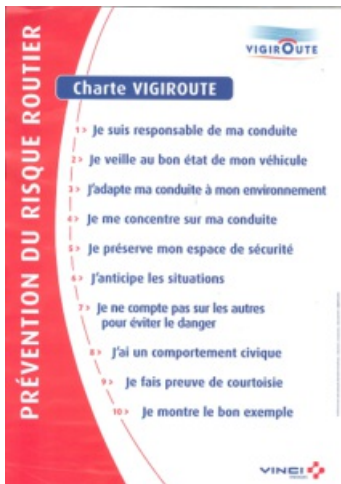 VIGIROUTE
Charte VIGIROUTE
PRÉVENTION DU RISQUE ROUTIER
1> Je suis responsable de ma conduite
2> Je veille au bon état de mon véhicule
3> J'adapte ma conduite à mon environnement
4> Je me concentre sur ma conduite
5> Je préserve mon espace de sécurité
6> J'anticipe les situations
7> Je ne compte pas sur les autres
pour éviter le danger
8> J'ai un comportement civique
9> Je fais preuve de courtoisie
10> Je montre le bon exemple
VINCI